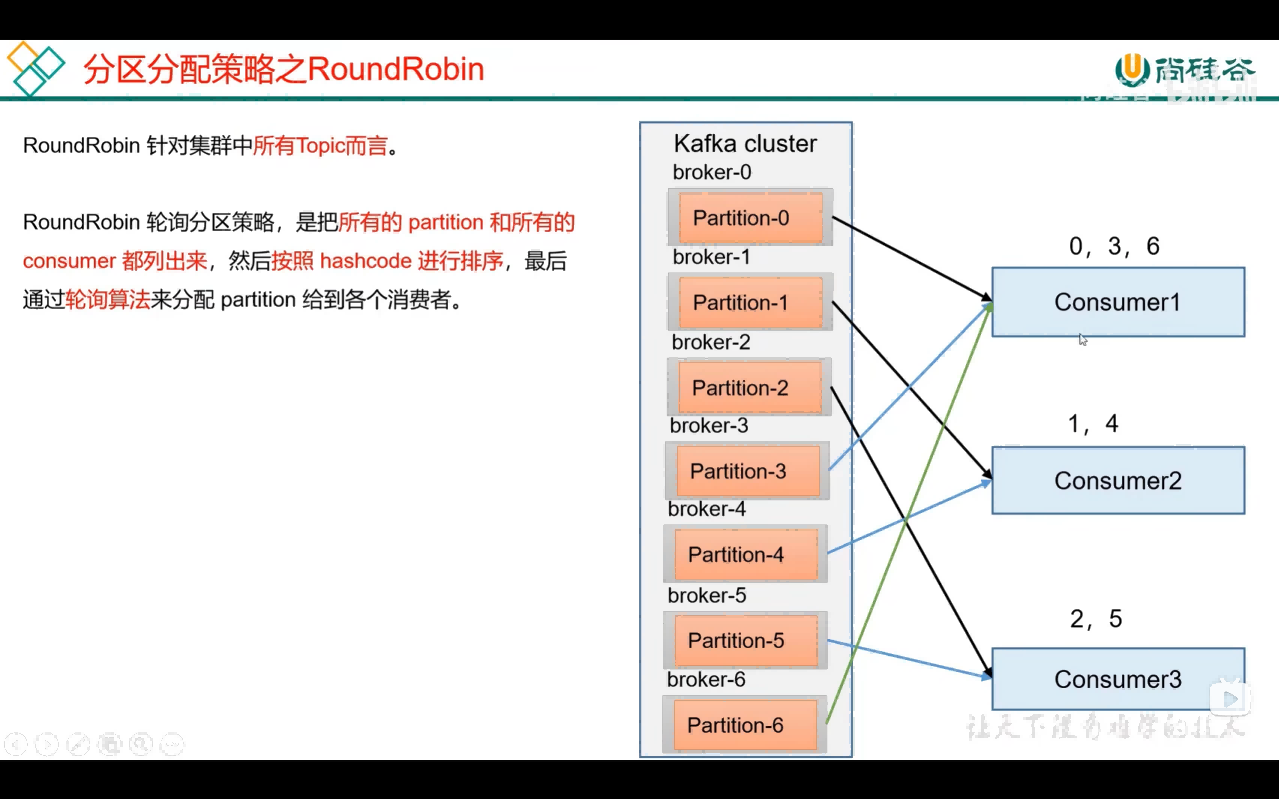 分区分配策略之RoundRobin
尚硅谷
RoundRobin 针对集群中所有Topic而言。
RoundRobin 轮询分区策略，是把所有的 partition 和所有的
consumer 都列出来，然后按照 hashcode 进行排序，最后
通过轮询算法来分配 partition 给到各个消费者。
Kafka cluster
broker-0
Partition-0
broker-1
Partition-1
broker-2
Partition-2
broker-3
Partition-3
broker-4
Partition-4
broker-5
Partition-5
broker-6
Partition-6
0，3，6
Consumer1
1，4
Consumer2
2，5
Consumer3
让天下没有难学的技术